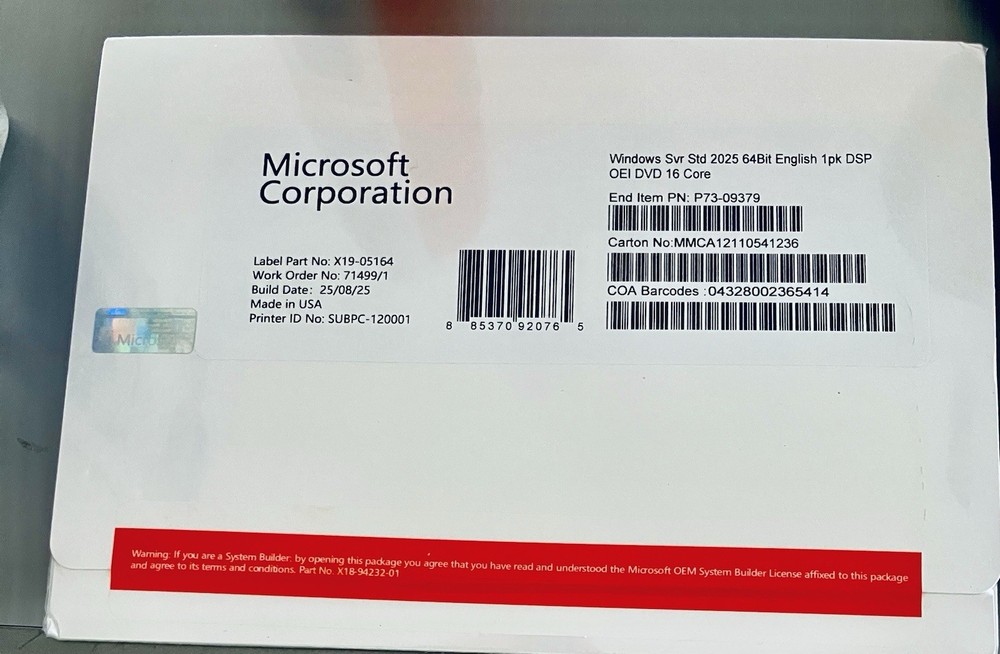 Microsoft
Corporation
Label Part No: X19-05164
Work Order No: 71499/1
Build Date: 25/08/25
Made in USA
Printer ID No: SUBPC-120001
8 85370 92076 5
Windows Svr Std 2025 64Bit English 1pk DSP
OEI DVD 16 Core
End Item PN: P73-09379
Carton No:MMCA12110541236
COA Barcodes :04328002365414
Micro
Warning: If you are a System Builder: by opening this package you agree that you have read and understood the Microsoft OEM System Builder License affixed to this package
and agree to its terms and conditions. Part No. X18-94232-01